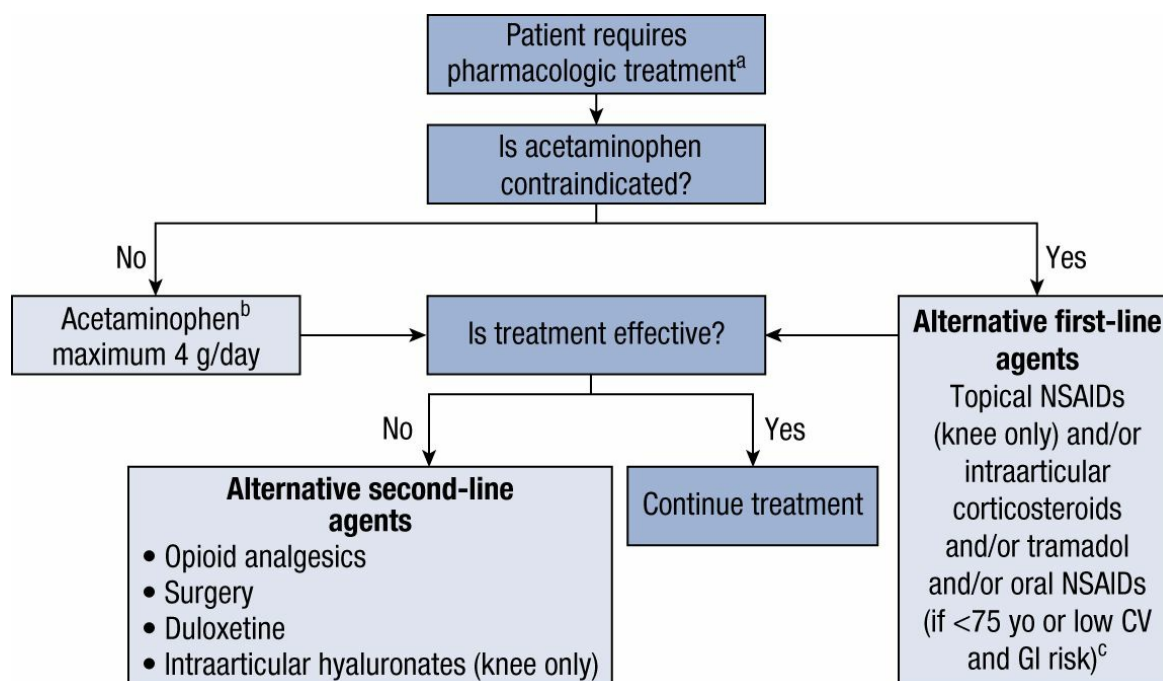 Patient requires
pharmacologic treatmentᵃ
Is acetaminophen
contraindicated?
No
Yes
Acetaminophenᵇ
maximum 4 g/day
Is treatment effective?
Alternative first-line
agents
Topical NSAIDs
(knee only) and/or
intraarticular
corticosteroids
and/or tramadol
and/or oral NSAIDs
(if <75 yo or low CV
and GI risk)ᶜ
No
Yes
Alternative second-line
agents
• Opioid analgesics
• Surgery
• Duloxetine
• Intraarticular hyaluronates (knee only)
Continue treatment